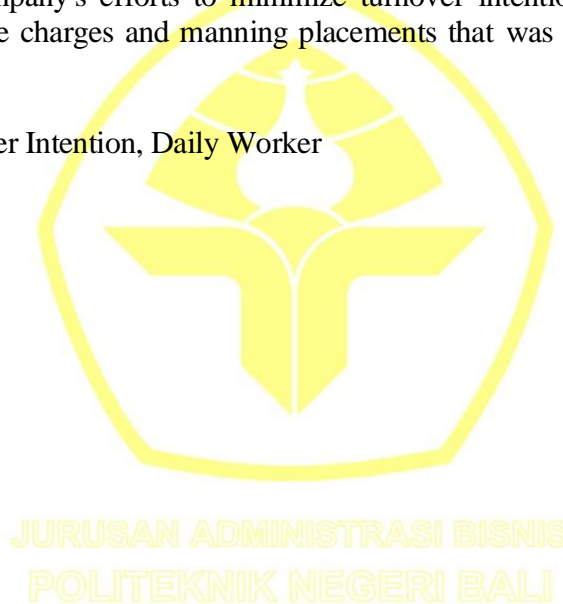 mpany's efforts to minimize turnover intention
e charges and manning placements that was
er Intention, Daily Worker
JURUSAN ADMINISTRASI BISNIS
POLITEKNIK NEGERI BALI